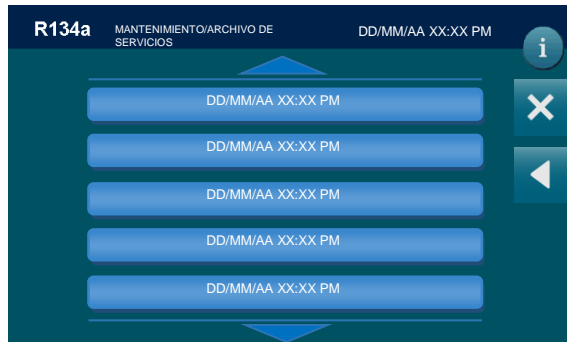 R134a
MANTENIMIENTO/ARCHIVO DE
SERVICIOS
DD/MM/AA XX:XX PM
i
DD/MM/AA XX:XX PM
DD/MM/AA XX:XX PM
DD/MM/AA XX:XX PM
DD/MM/AA XX:XX PM
DD/MM/AA XX:XX PM